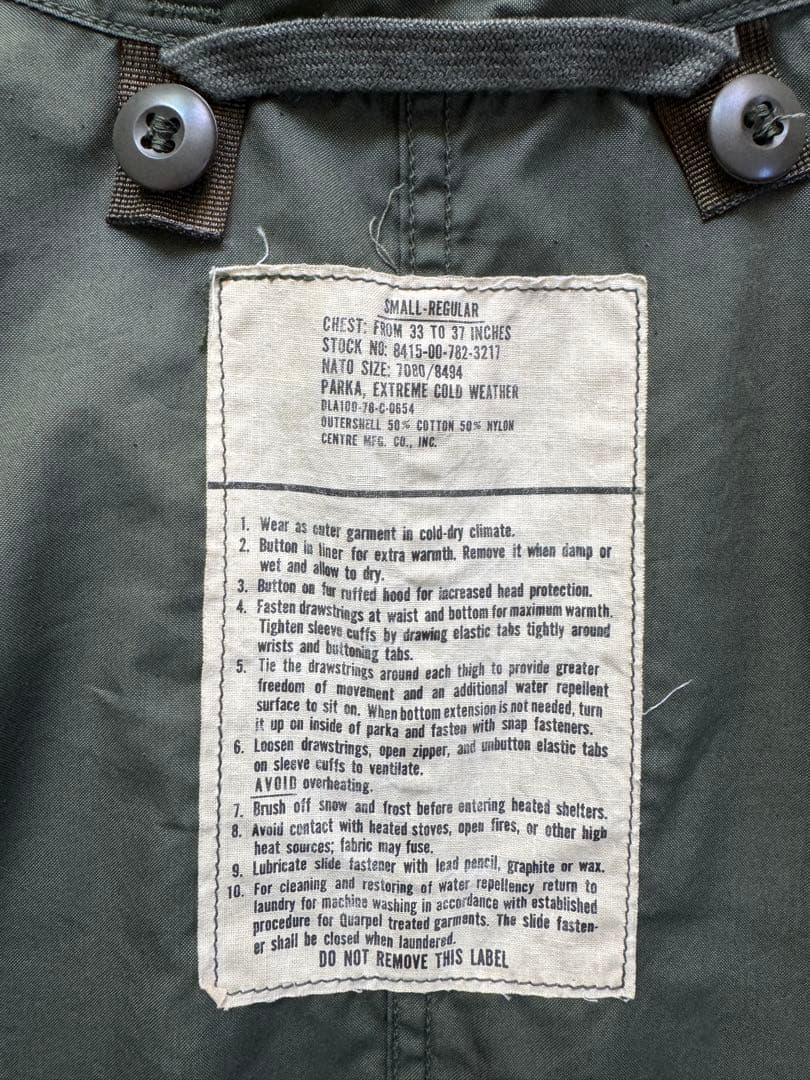 SMALL-REGULAR
CHEST: FROM 33 TO 37 INCHES
STOCK NO: 8415-00-782-3217
NATO SIZE: 7080/8494
PARKA, EXTREME COLD WEATHER
DLA100-78-C-0654
OUTERSHELL 50% COTTON 50% NYLON
CENTRE MFG. CO., INC.
1. Wear as outer garment in cold-dry climate.
2. Button in liner for extra warmth. Remove it when damp or
wet and allow to dry.
3. Button on fur ruffed hood for increased head protection.
4. Fasten drawstrings at waist and bottom for maximum warmth.
Tighten sleeve cuffs by drawing elastic tabs tightly around
wrists and buttoning tabs.
5. Tie the drawstrings around each thigh to provide greater
freedom of movement and an additional water repellent
surface to sit on. When bottom extension is not needed, turn
it up on inside of parka and fasten with snap fasteners.
6. Loosen drawstrings, open zipper, and unbutton elastic tabs
on sleeve cuffs to ventilate.
AVOID overheating.
7. Brush off snow and frost before entering heated shelters.
8. Avoid contact with heated stoves, open fires, or other high
heat sources; fabric may fuse.
9. Lubricate slide fastener with lead pencil, graphite or wax.
10. For cleaning and restoring of water repellency return to
laundry for machine washing in accordance with established
procedure for Quarpel treated garments. The slide fasten-
er shall be closed when laundered.
DO NOT REMOVE THIS LABEL